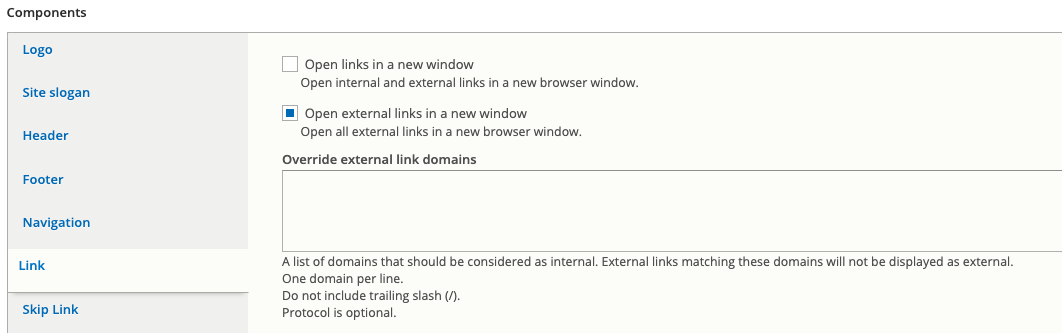 Components
Logo
Site slogan
Header
Footer
Navigation
Link
Skip Link
Open links in a new window
Open internal and external links in a new browser window.
Open external links in a new window
Open all external links in a new browser window.
Override external link domains
A list of domains that should be considered as internal. External links matching these domains will not be displayed as external.
One domain per line.
Do not include trailing slash (/).
Protocol is optional.